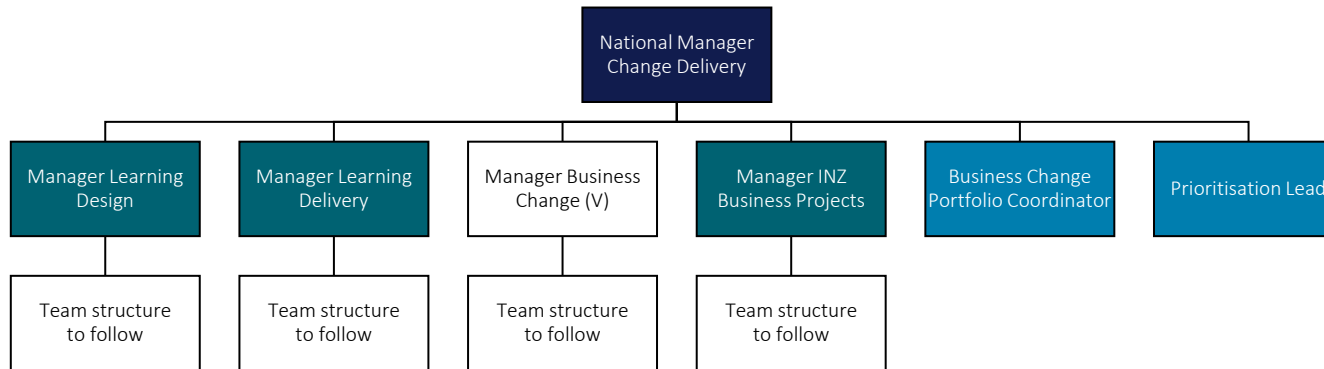 National Manager
Change Delivery
Manager Learning
Design
Manager Learning
Delivery
Manager Business
Change (V)
Manager INZ
Business Projects
Business Change
Portfolio Coordinator
Prioritisation Lead
Team structure
to follow
Team structure
to follow
Team structure
to follow
Team structure
to follow